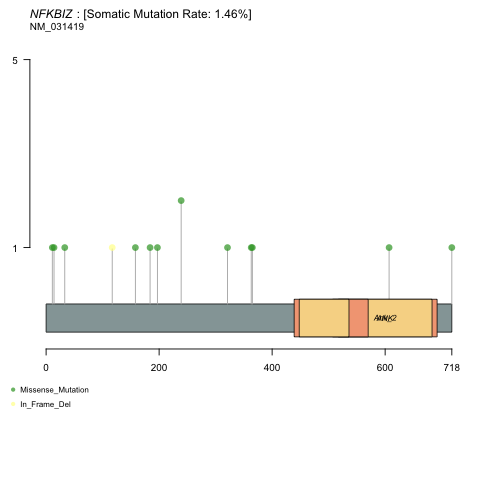 NFKBIZ : [Somatic Mutation Rate: 1.46%]
NM_031419
5
1
0 200 400 600 718
Missense_Mutation
In_Frame_Del